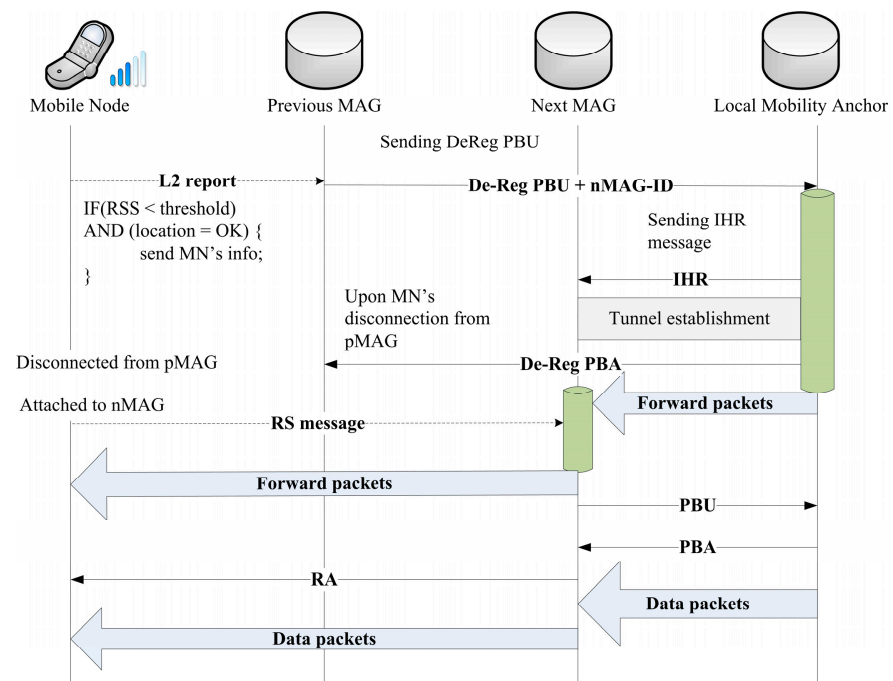 Mobile Node
Previous MAG
Next MAG
Local Mobility Anchor
Sending DeReg PBU
L2 report
De-Reg PBU + nMAG-ID
IF(RSS < threshold)
AND (location = OK) {
send MN’s info;
}
Sending IHR
message
IHR
Upon MN’s
disconnection from
pMAG
Tunnel establishment
Disconnected from pMAG
De-Reg PBA
Attached to nMAG
Forward packets
RS message
Forward packets
PBU
PBA
RA
Data packets
Data packets